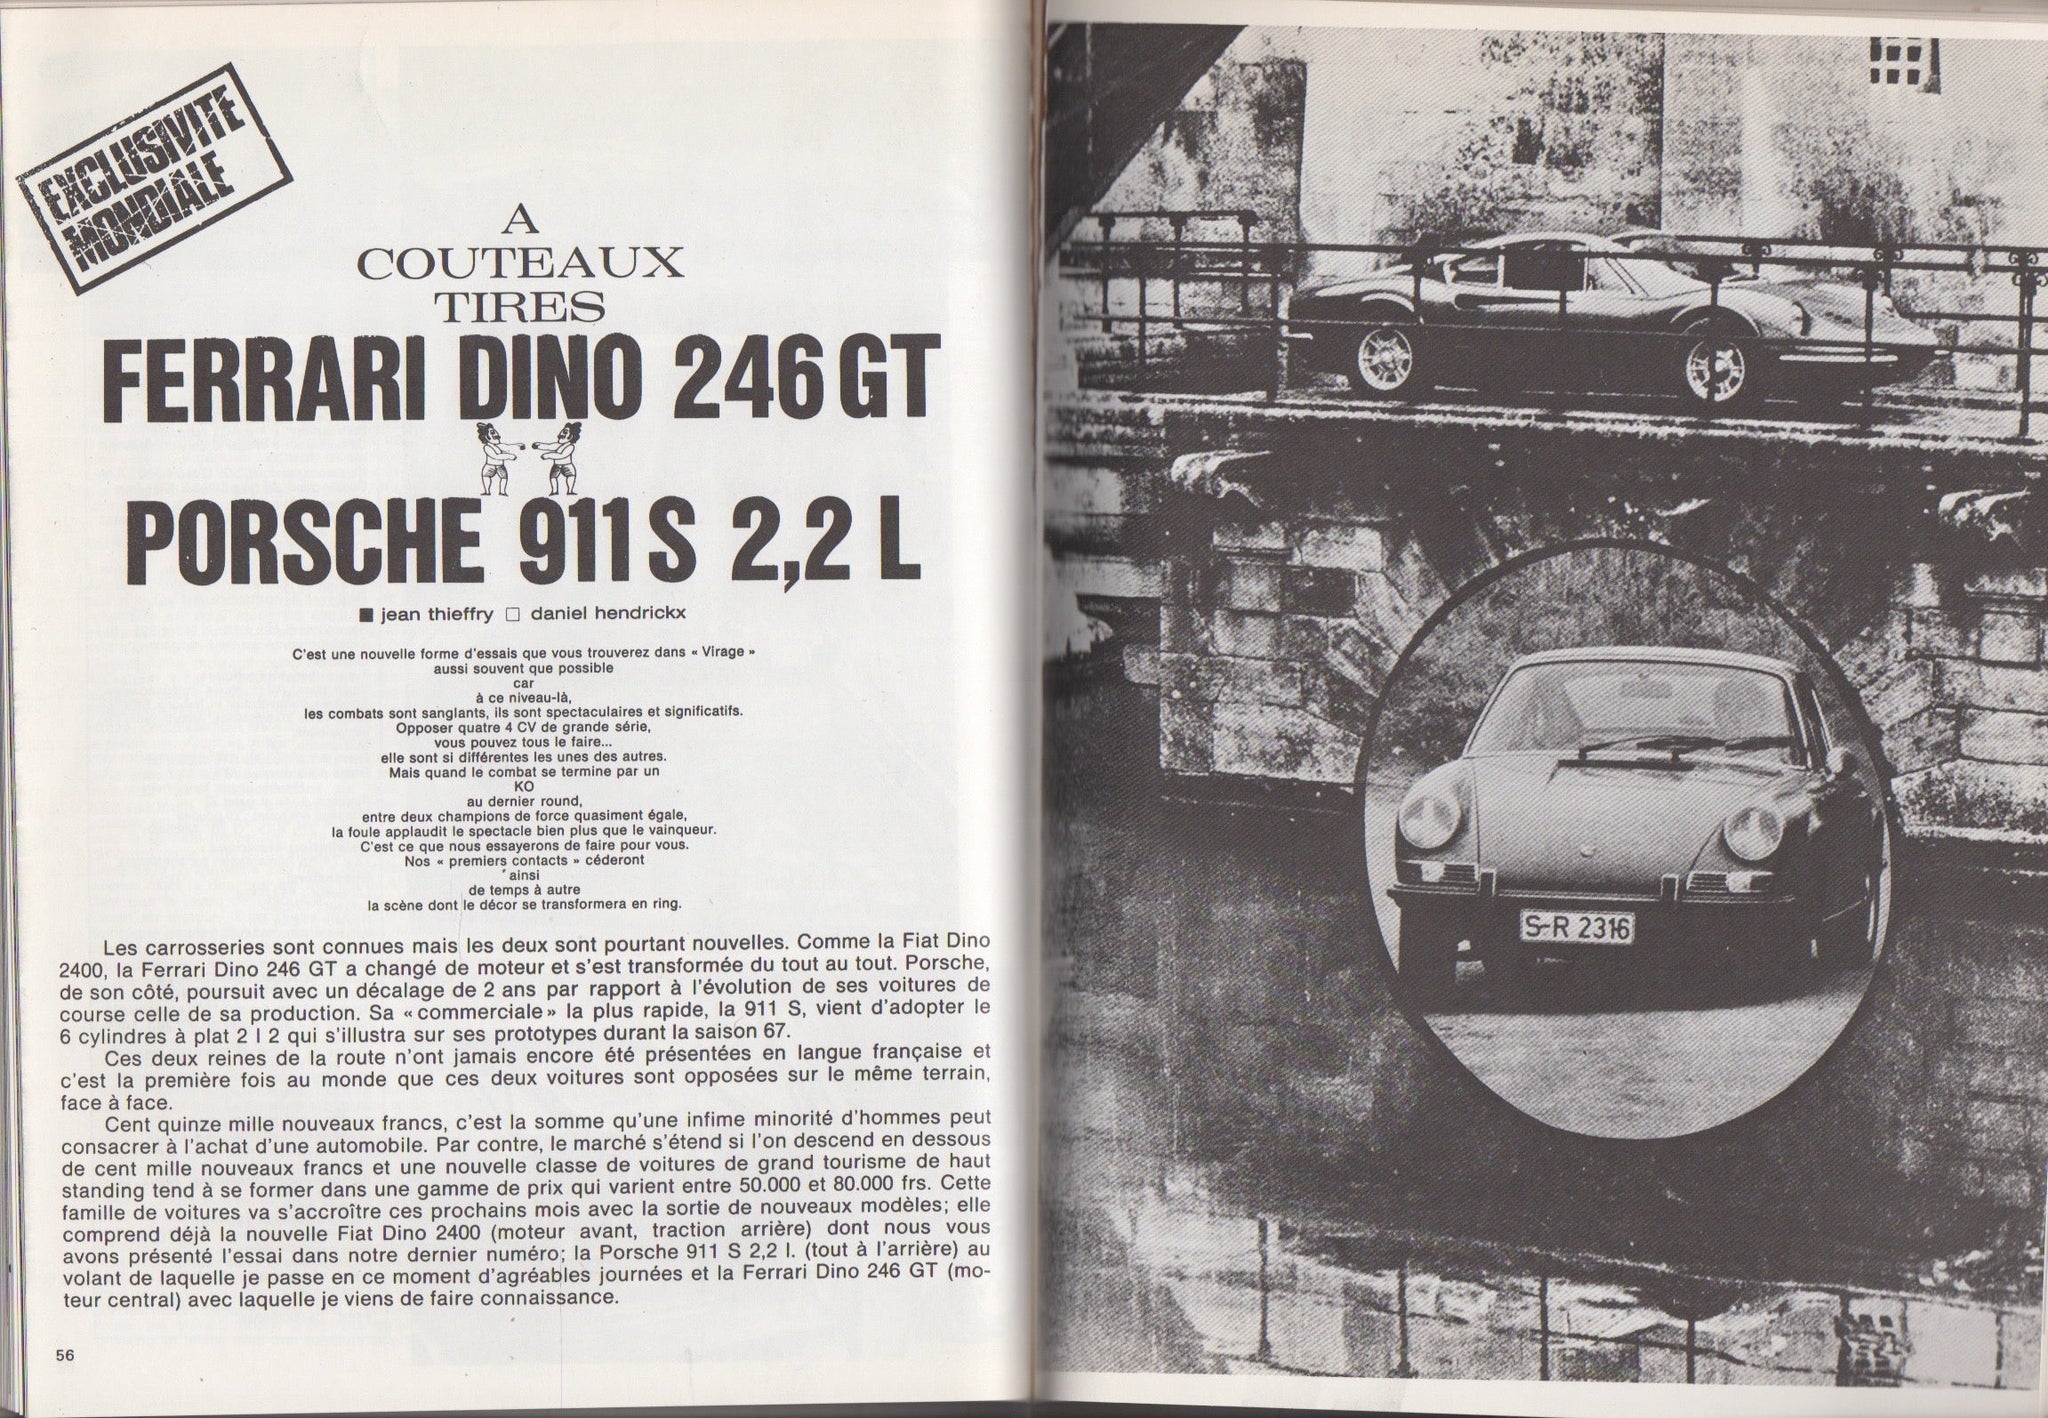 EXCLUSIVITE
MONDIALE
A
COUTEAUX
TIRES
FERRARI DINO 246 GT
PORSCHE 911 S 2,2 L
■ jean thieffry □ daniel hendrickx
C'est une nouvelle forme d'essais que vous trouverez dans « Virage »
aussi souvent que possible
car
à ce niveau-là,
les combats sont sanglants, ils sont spectaculaires et significatifs.
Opposer quatre 4 CV de grande série,
vous pouvez tous le faire...
elle sont si différentes les unes des autres.
Mais quand le combat se termine par un
KO
au dernier round,
entre deux champions de force quasiment égale,
la foule applaudit le spectacle bien plus que le vainqueur.
C'est ce que nous essayerons de faire pour vous.
Nos « premiers contacts » céderont
ainsi
de temps à autre
la scène dont le décor se transformera en ring.
Les carrosseries sont connues mais les deux sont pourtant nouvelles. Comme la Fiat Dino
2400, la Ferrari Dino 246 GT a changé de moteur et s'est transformée du tout au tout. Porsche,
de son côté, poursuit avec un décalage de 2 ans par rapport à l'évolution de ses voitures de
course celle de sa production. Sa « commerciale » la plus rapide, la 911 S, vient d'adopter le
6 cylindres à plat 2 l 2 qui s'illustra sur ses prototypes durant la saison 67.
Ces deux reines de la route n'ont jamais encore été présentées en langue française et
c'est la première fois au monde que ces deux voitures sont opposées sur le même terrain,
face à face.
Cent quinze mille nouveaux francs, c'est la somme qu'une infime minorité d'hommes peut
consacrer à l'achat d'une automobile. Par contre, le marché s'étend si l'on descend en dessous
de cent mille nouveaux francs et une nouvelle classe de voitures de grand tourisme de haut
standing tend à se former dans une gamme de prix qui varient entre 50.000 et 80.000 frs. Cette
famille de voitures va s'accroître ces prochains mois avec la sortie de nouveaux modèles; elle
comprend déjà la nouvelle Fiat Dino 2400 (moteur avant, traction arrière) dont nous vous
avons présenté l'essai dans notre dernier numéro; la Porsche 911 S 2,2 l. (tout à l'arrière) au
volant de laquelle je passe en ce moment d'agréables journées et la Ferrari Dino 246 GT (mo-
teur central) avec laquelle je viens de faire connaissance.
56
S-R 2316